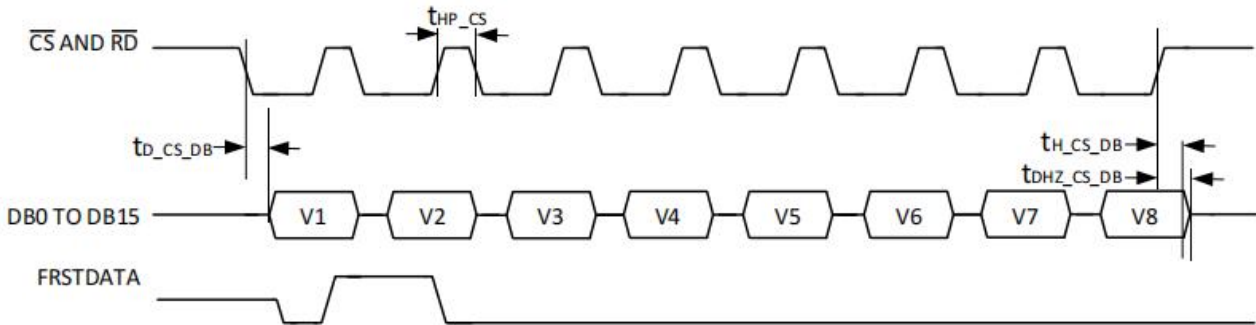 tHP_CS
CS AND RD
tD_CS_DB
tH_CS_DB
tDHZ_CS_DB
DB0 TO DB15
V1 V2 V3 V4 V5 V6 V7 V8
FRSTDATA